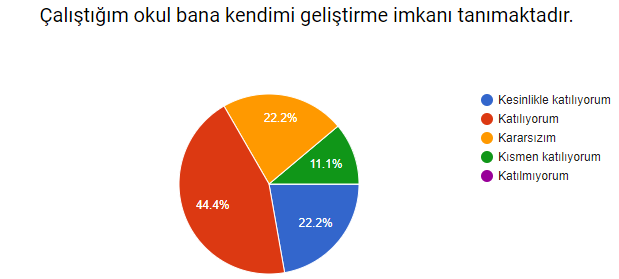 Çalıştığım okul bana kendimi geliştirme imkanı tanımaktadır.
Kesinlikle katılıyorum
Katılıyorum
Kararsızım
Kısmen katılıyorum
Katılmıyorum
22.2%
11.1%
44.4%
22.2%